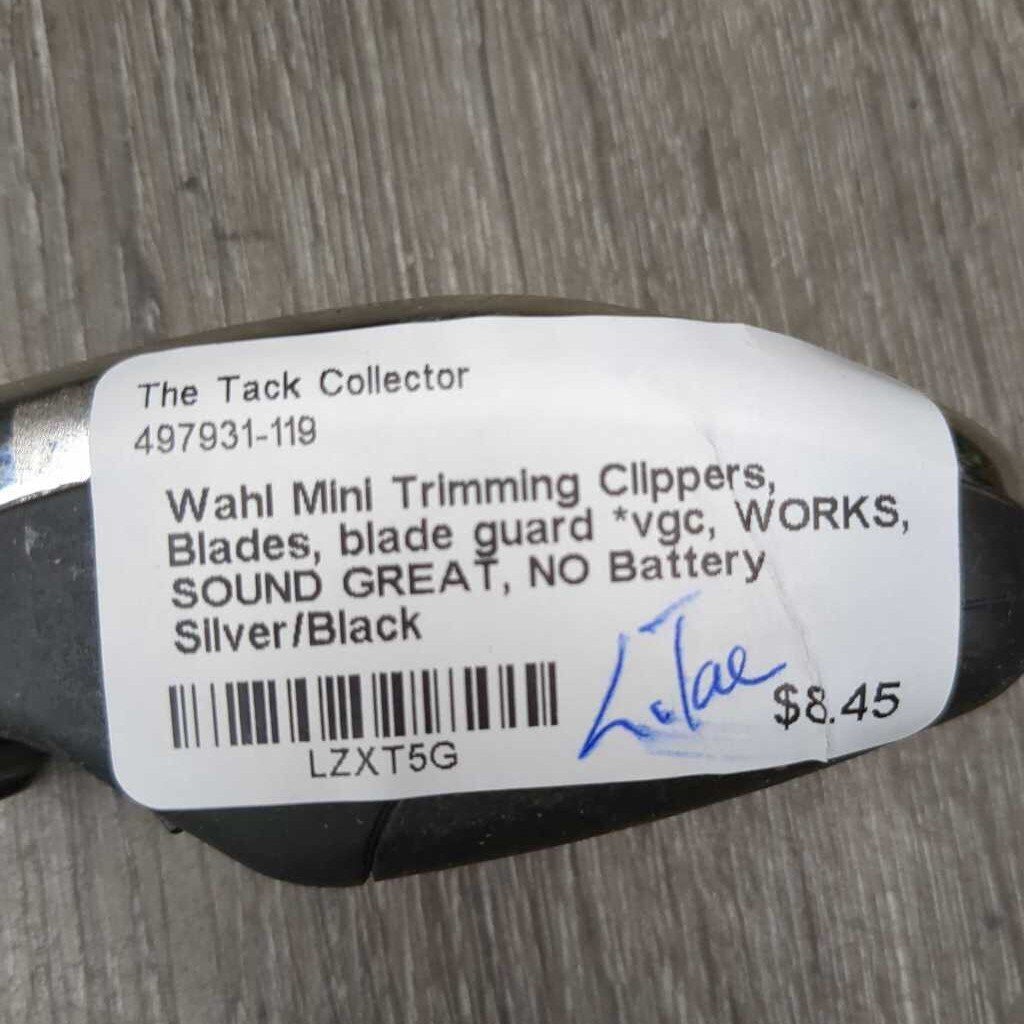 The Tack Collector
497931-119
Wahl Mini Trimming Clippers,
Blades, blade guard *vgc, WORKS,
SOUND GREAT, NO Battery
Silver/Black
LZXT5G
$8.45